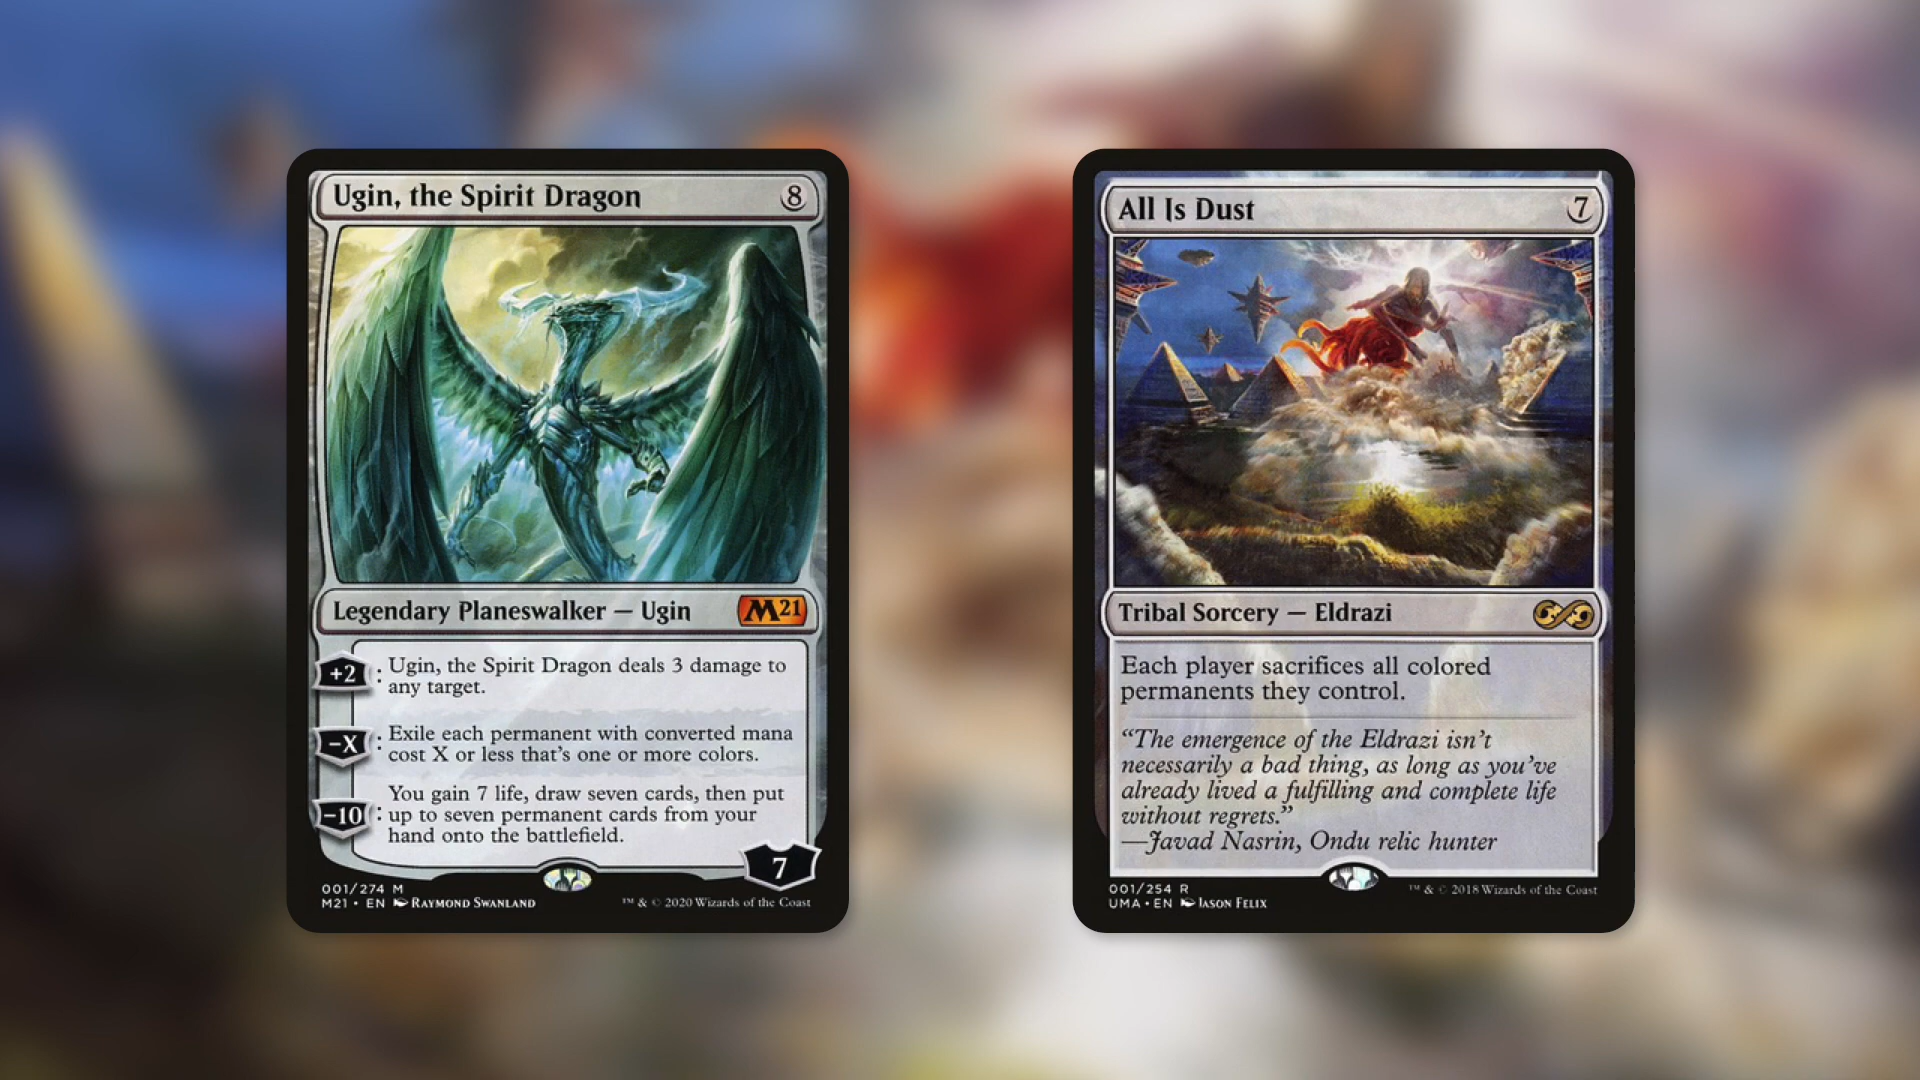 Ugin, the Spirit Dragon 8
Legendary Planeswalker — Ugin M21
+2 : Ugin, the Spirit Dragon deals 3 damage to
any target.
-X : Exile each permanent with converted mana
cost X or less that's one or more colors.
-10 : You gain 7 life, draw seven cards, then put
up to seven permanent cards from your
hand onto the battlefield.
7
001/274 M
M21 • EN Raymond Swanland ™ & © 2020 Wizards of the Coast
All Is Dust 7
Tribal Sorcery — Eldrazi
Each player sacrifices all colored
permanents they control.
“The emergence of the Eldrazi isn't
necessarily a bad thing, as long as you've
already lived a fulfilling and complete life
without regrets.”
—Javad Nasrin, Ondu relic hunter
001/254 R ™ & © 2018 Wizards of the Coast
UMA • EN Jason Felix